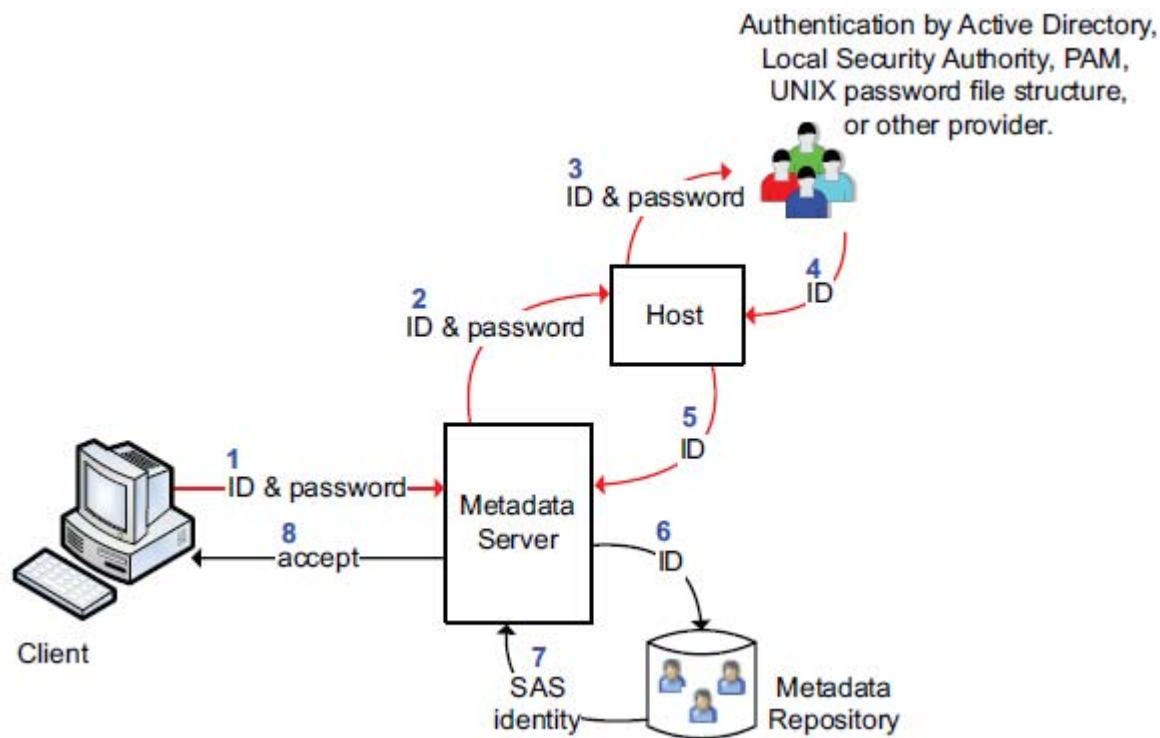 Authentication by Active Directory,
Local Security Authority, PAM,
UNIX password file structure,
or other provider.
3
ID & password
4
ID
2
ID & password
Host
5
ID
1
ID & password
Metadata
Server
8
accept
6
ID
Client
7
SAS
identity
Metadata
Repository